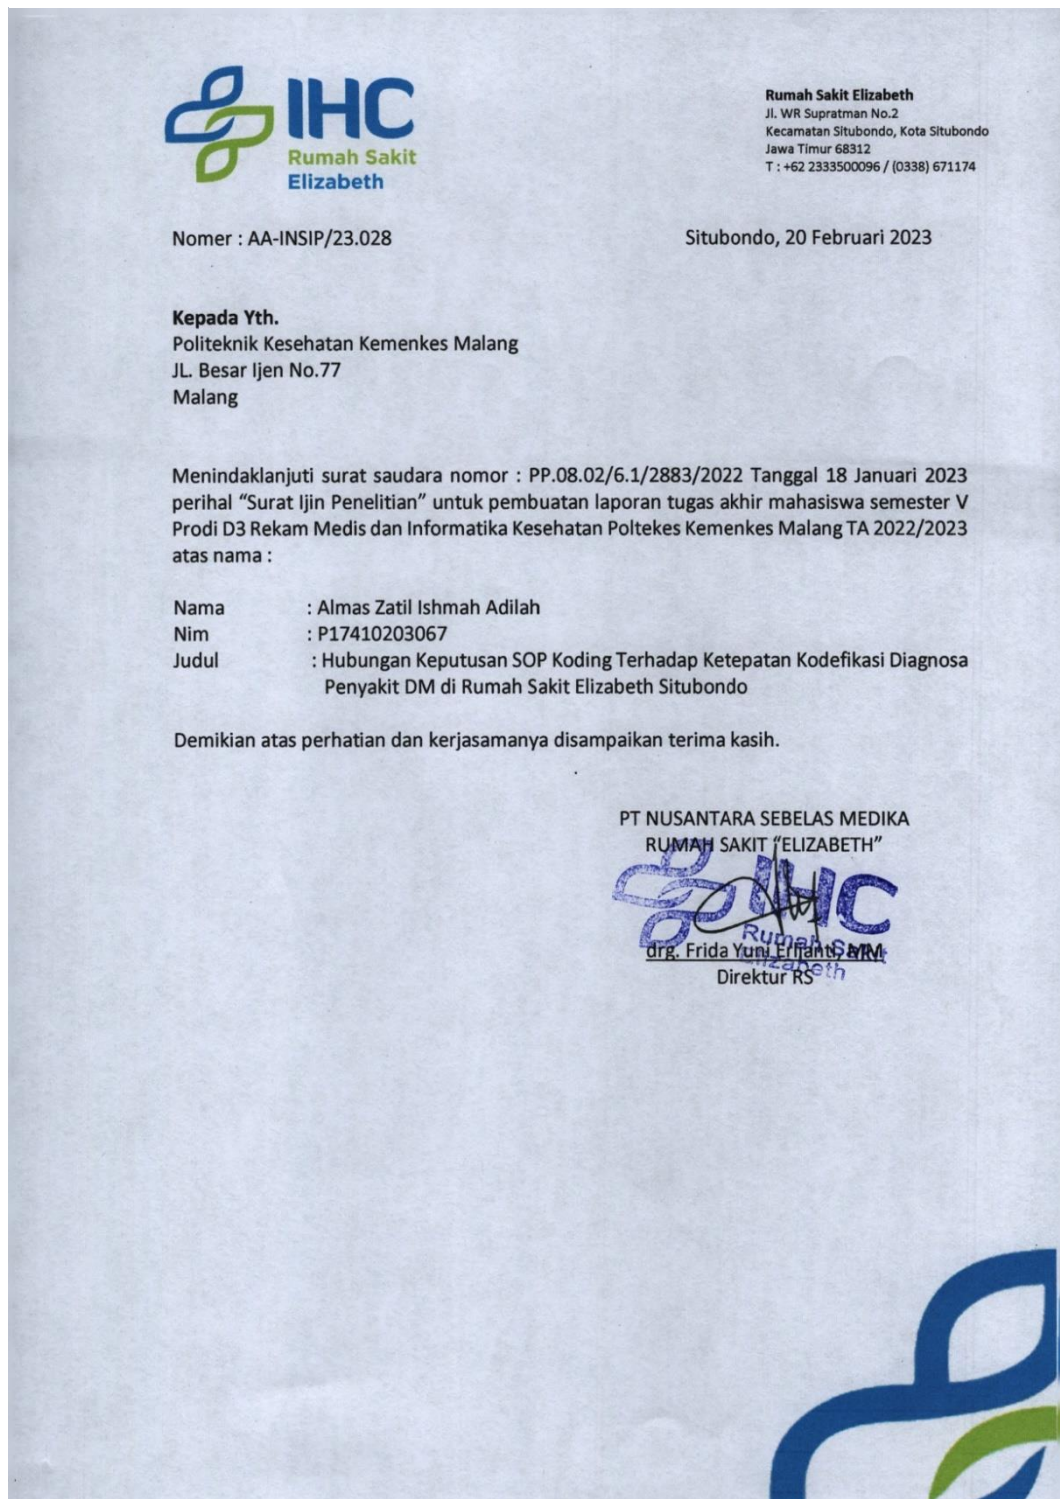 IHC
Rumah Sakit
Elizabeth
Rumah Sakit Elizabeth
Jl. WR Supratman No.2
Kecamatan Situbondo, Kota Situbondo
Jawa Timur 68312
T : +62 2333500096 / (0338) 671174
Nomer : AA-INSIP/23.028
Situbondo, 20 Februari 2023
Kepada Yth.
Politeknik Kesehatan Kemenkes Malang
JL. Besar Ijen No.77
Malang
Menindaklanjuti surat saudara nomor : PP.08.02/6.1/2883/2022 Tanggal 18 Januari 2023
perihal “Surat Ijin Penelitian” untuk pembuatan laporan tugas akhir mahasiswa semester V
Prodi D3 Rekam Medis dan Informatika Kesehatan Poltekes Kemenkes Malang TA 2022/2023
atas nama :
Nama : Almas Zatil Ishmah Adilah
Nim : P17410203067
Judul : Hubungan Keputusan SOP Koding Terhadap Ketepatan Kodefikasi Diagnosa
Penyakit DM di Rumah Sakit Elizabeth Situbondo
Demikian atas perhatian dan kerjasamanya disampaikan terima kasih.
PT NUSANTARA SEBELAS MEDIKA
RUMAH SAKIT “ELIZABETH”
IHC
Rumah Sakit
Elizabeth
drg. Frida Yuni Erljanti, MM
Direktur RS